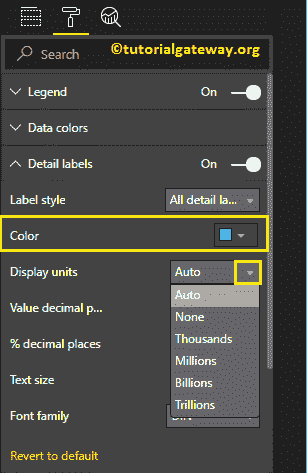 Search
©tutorialgateway.org
Legend On
Data colors
Detail labels On
Label style All detail la...
Color
Display units Auto
Auto
Value decimal p... None
Thousands
% decimal places Millions
Billions
Text size Trillions
Font family
Revert to default